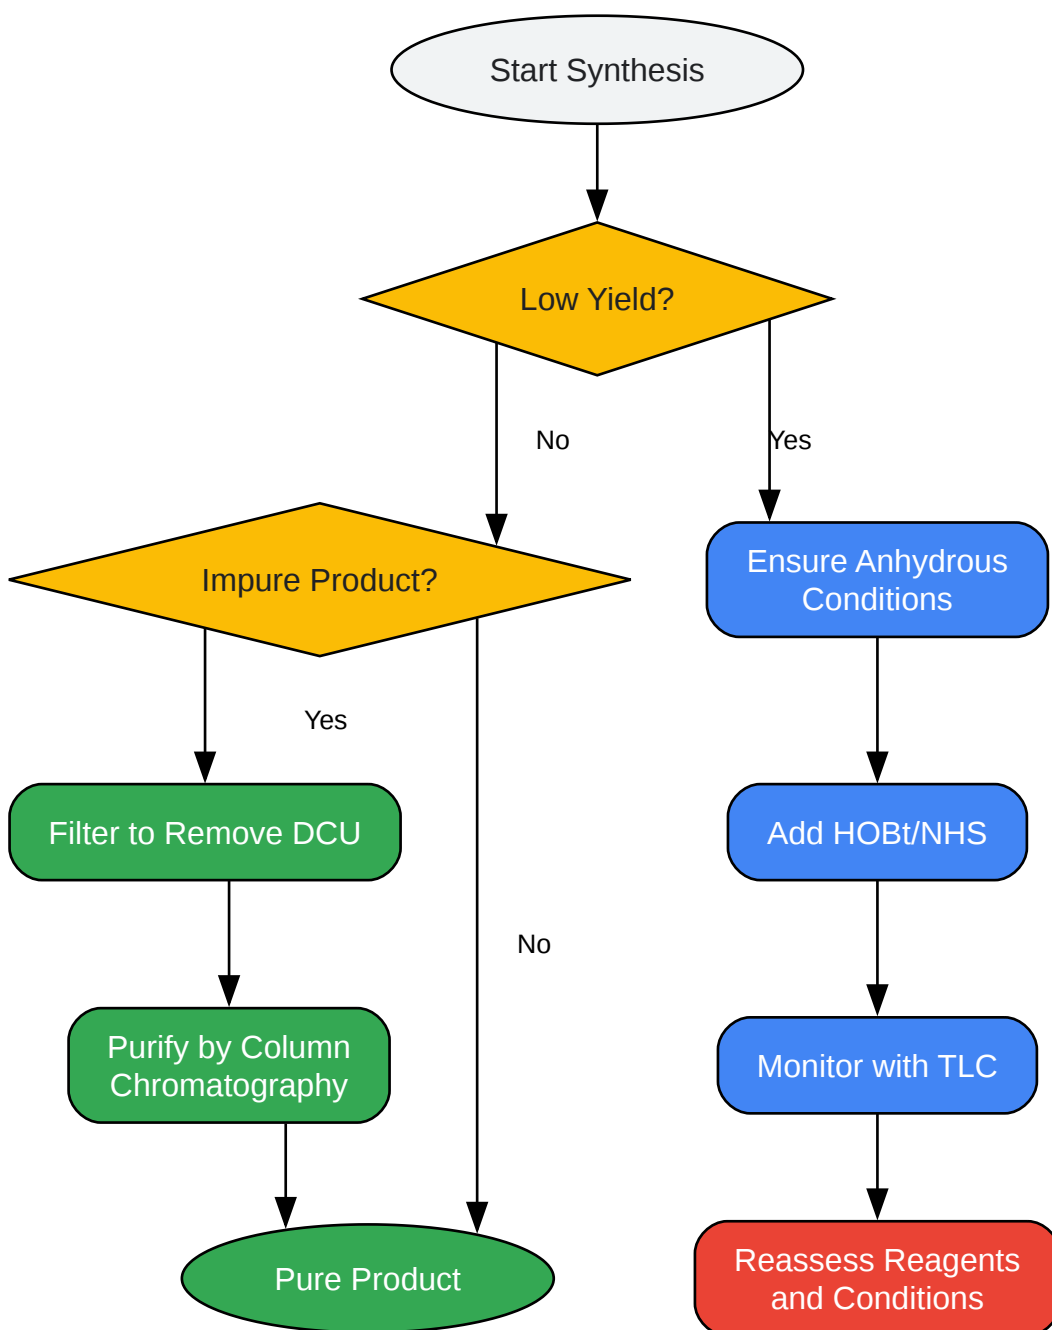 Start Synthesis
Low Yield?
No
Yes
Impure Product?
Ensure Anhydrous
Conditions
Yes
Filter to Remove DCU
Add HOBt/NHS
No
Purify by Column
Chromatography
Monitor with TLC
Pure Product
Reassess Reagents
and Conditions